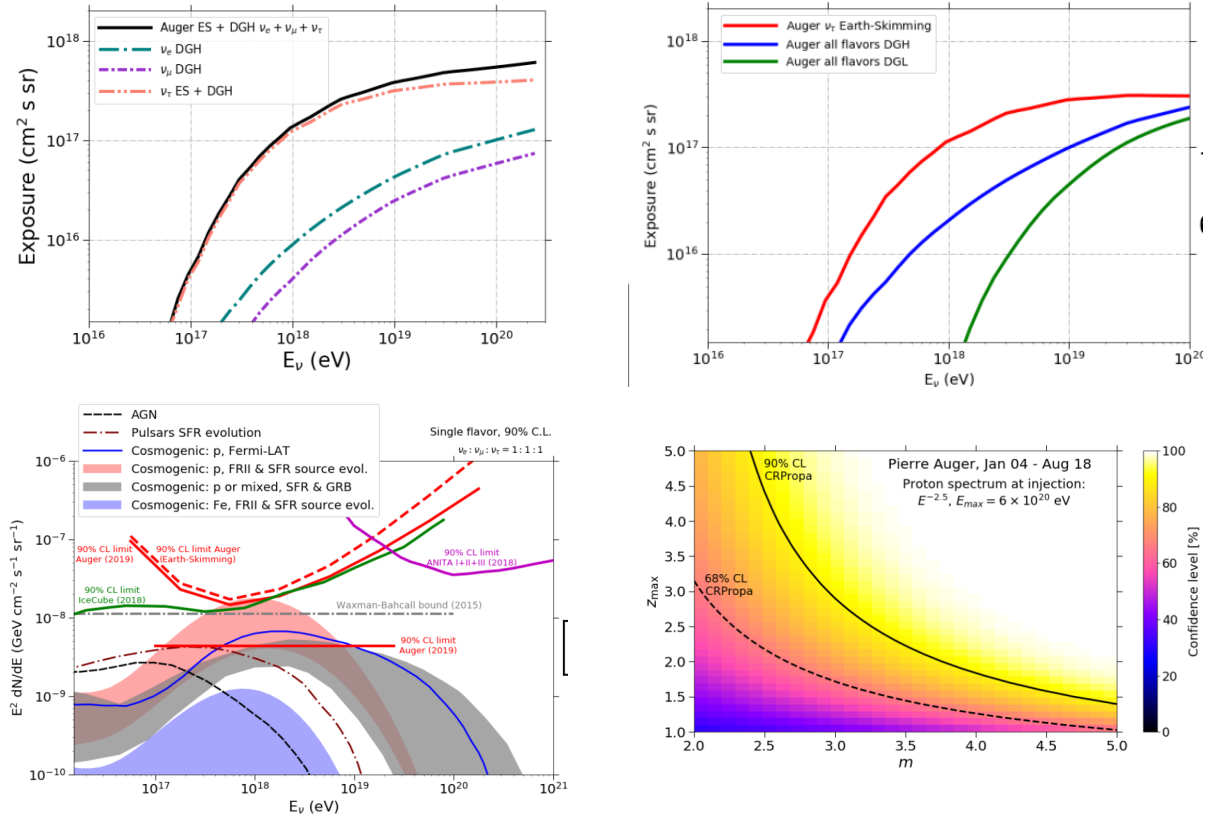 Auger ES + DGH νe + νμ + ντ
νe DGH
νμ DGH
ντ ES + DGH
10^18
10^17
10^16
Exposure (cm² s sr)
10^16 10^17 10^18 10^19 10^20
Eν (eV)
Auger ντ Earth-Skimming
Auger all flavors DGH
Auger all flavors DGL
10^18
10^17
10^16
Exposure (cm² s sr)
10^16 10^17 10^18 10^19 10^20
Eν (eV)
AGN
Pulsars SFR evolution
Cosmogenic: p, Fermi-LAT
Cosmogenic: p, FRII & SFR source evol.
Cosmogenic: p or mixed, SFR & GRB
Cosmogenic: Fe, FRII & SFR source evol.
Single flavor, 90% C.L.
νe : νμ : ντ = 1 : 1 : 1
10^-6
10^-7
10^-8
10^-9
10^-10
E² dN/dE (GeV cm^-2 s^-1 sr^-1)
90% CL limit
Auger (2019)
90% CL limit Auger
(Earth-Skimming)
90% CL limit
ANITA I+II+III (2018)
90% CL limit
IceCube (2018)
Waxman-Bahcall bound (2015)
90% CL limit
Auger (2019)
10^17 10^18 10^19 10^20 10^21
Eν (eV)
90% CL
CRPropa
Pierre Auger, Jan 04 - Aug 18
Proton spectrum at injection:
E^-2.5, Emax = 6 × 10^20 eV
68% CL
CRPropa
5.0
4.5
4.0
3.5
3.0
2.5
2.0
1.5
1.0
zmax
2.0 2.5 3.0 3.5 4.0 4.5 5.0
m
100
80
60
40
20
0
Confidence level [%]